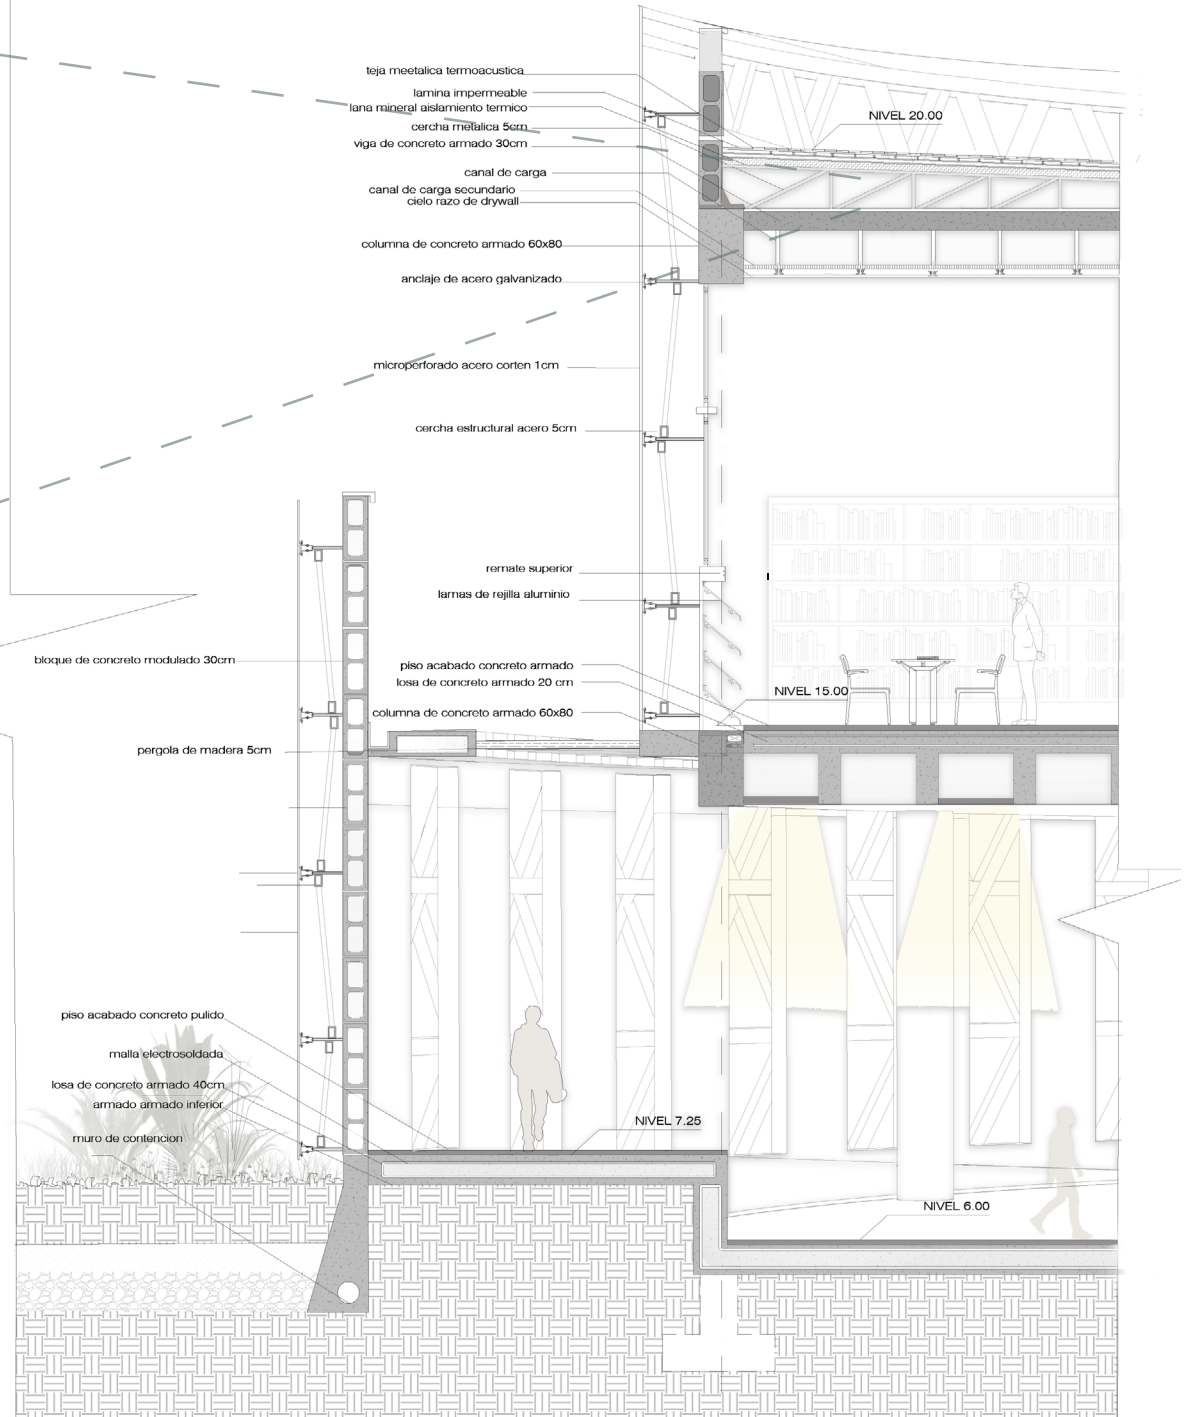 teja meetalica termoacustica
lamina impermeable
lana mineral aislamiento termico
cercha metalica 5cm
viga de concreto armado 30cm
canal de carga
canal de carga secundario
cielo razo de drywall
columna de concreto armado 60x80
anclaje de acero galvanizado
microperforado acero corten 1cm
cercha estructural acero 5cm
remate superior
lamas de rejilla aluminio
bloque de concreto modulado 30cm
piso acabado concreto armado
losa de concreto armado 20 cm
columna de concreto armado 60x80
pergola de madera 5cm
piso acabado concreto pulido
malla electrosoldada
losa de concreto armado 40cm
armado armado inferior
muro de contencion
NIVEL 20.00
NIVEL 15.00
NIVEL 7.25
NIVEL 6.00